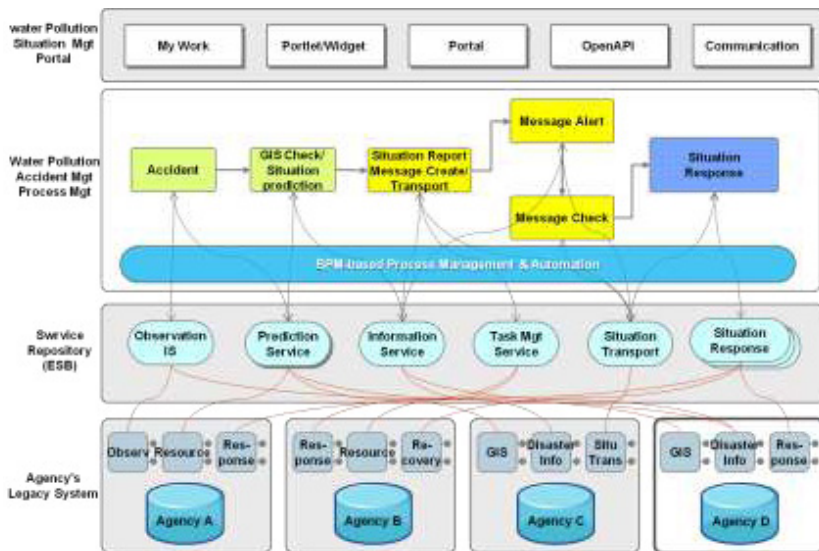 water Pollution
Situation Mgt
Portal
My Work
Portlet/Widget
Portal
OpenAPI
Communication
Water Pollution
Accident Mgt
Process Mgt
Accident
GIS Check/
Situation
prediction
Situation Report
Message Create/
Transport
Message Alert
Message Check
Situation
Response
BPM-based Process Management & Automation
Swrvice
Repository
(ESB)
Observation
IS
Prediction
Service
Information
Service
Task Mgt
Service
Situation
Transport
Situation
Response
Agency's
Legacy System
Observ
Resource
Res-
ponse
Agency A
Res-
ponse
Resource
Re-
covery
Agency B
GIS
Disaster
Info
Situ
Trans
Agency C
GIS
Disaster
Info
Res-
ponse
Agency D